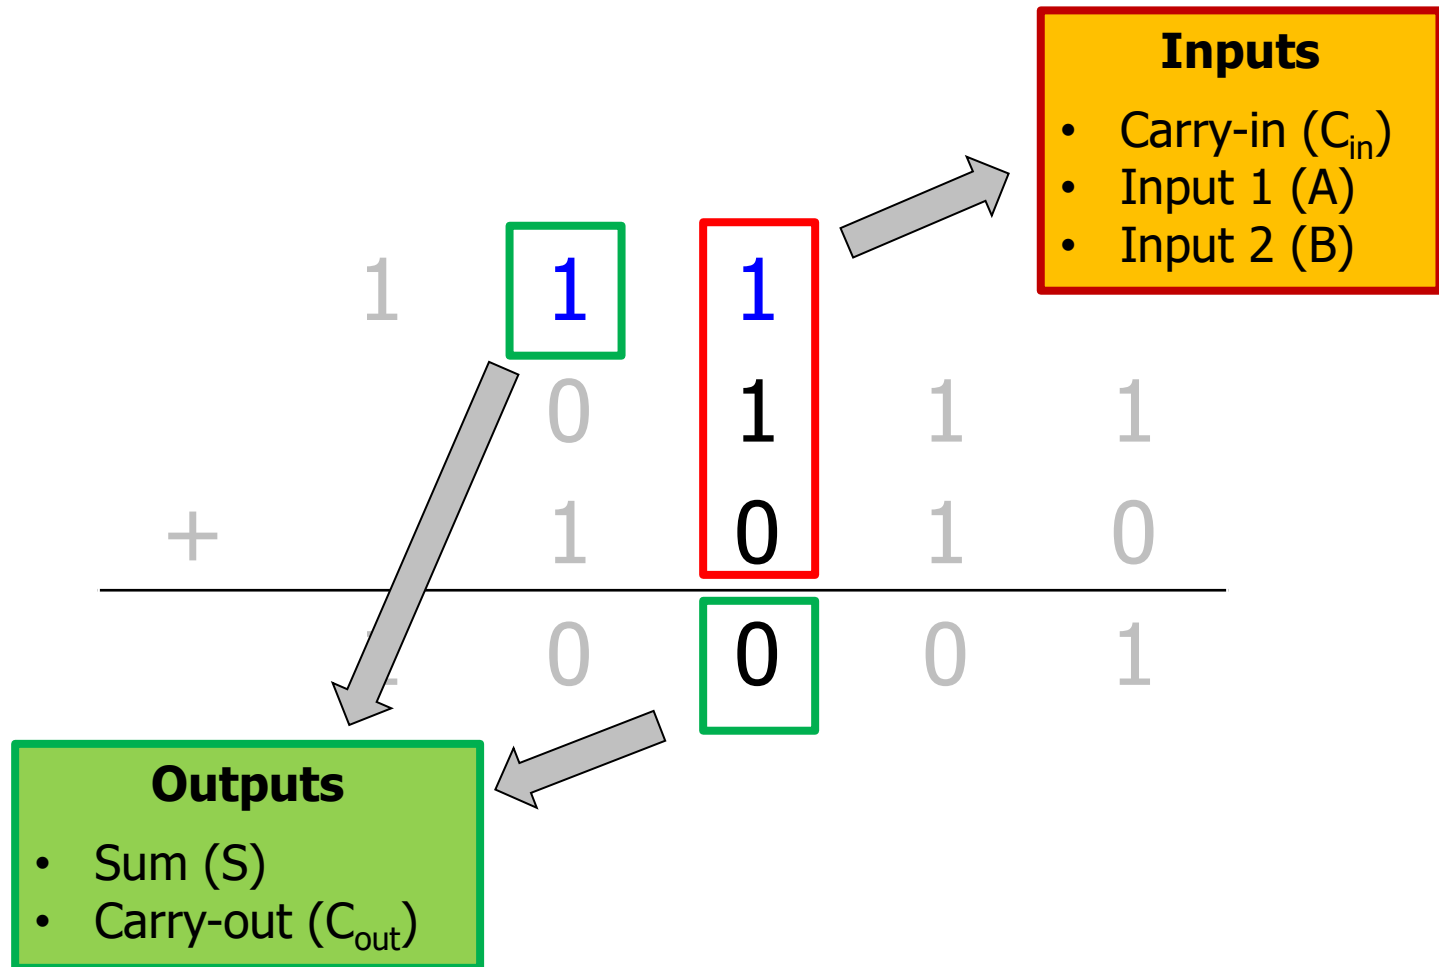 Inputs
• Carry-in (Cin)
• Input 1 (A)
• Input 2 (B)
1 1 1
0 1 1 1
+ 1 0 1 0
0 0 0 1
Outputs
• Sum (S)
• Carry-out (Cout)